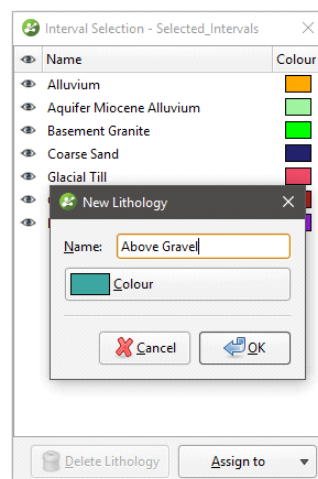 Interval Selection - Selected_Intervals
Name Colour
Alluvium
Aquifer Miocene Alluvium
Basement Granite
Coarse Sand
Glacial Till
New Lithology
Name: Above Gravel
Colour
Cancel OK
Delete Lithology Assign to